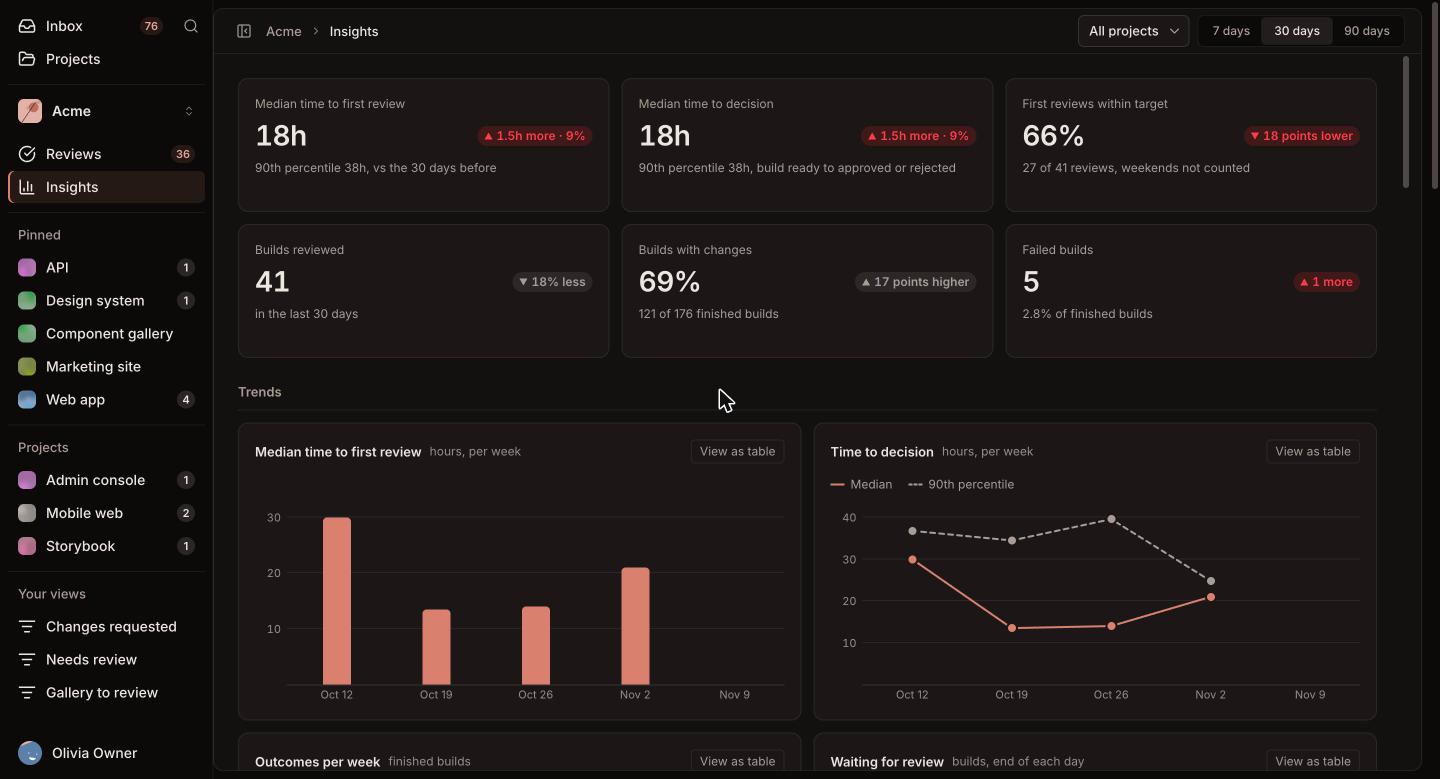 Inbox 76
Projects
Acme
Reviews 36
Insights
Pinned
API 1
Design system 1
Component gallery
Marketing site
Web app 4
Projects
Admin console 1
Mobile web 2
Storybook 1
Your views
Changes requested
Needs review
Gallery to review
Olivia Owner
Acme > Insights
All projects 7 days 30 days 90 days
Median time to first review
18h ▲ 1.5h more · 9%
90th percentile 38h, vs the 30 days before
Median time to decision
18h ▲ 1.5h more · 9%
90th percentile 38h, build ready to approved or rejected
First reviews within target
66% ▼ 18 points lower
27 of 41 reviews, weekends not counted
Builds reviewed
41 ▼ 18% less
in the last 30 days
Builds with changes
69% ▲ 17 points higher
121 of 176 finished builds
Failed builds
5 ▲ 1 more
2.8% of finished builds
Trends
Median time to first review hours, per week View as table
30
20
10
Oct 12 Oct 19 Oct 26 Nov 2 Nov 9
Time to decision hours, per week View as table
Median 90th percentile
40
30
20
10
Oct 12 Oct 19 Oct 26 Nov 2 Nov 9
Outcomes per week finished builds View as table
Waiting for review builds, end of each day View as table